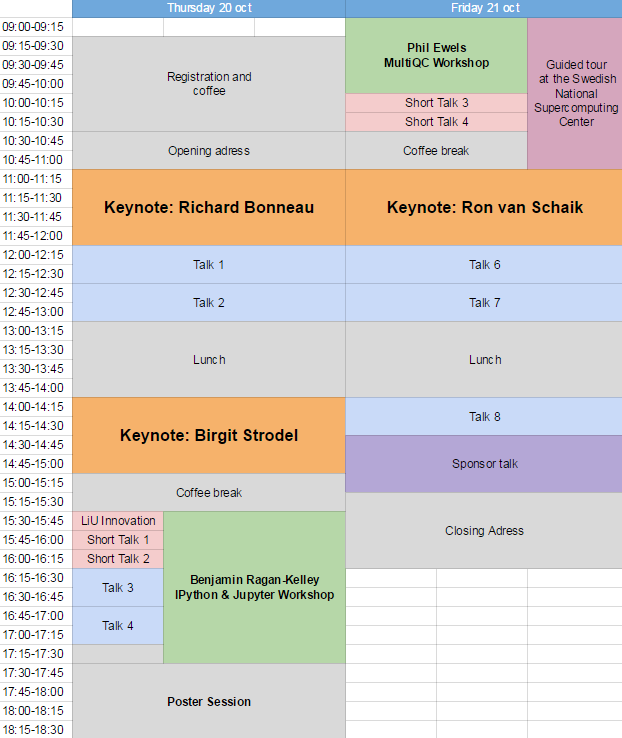 Thursday 20 oct
Friday 21 oct
09:00-09:15
09:15-09:30
09:30-09:45
09:45-10:00
10:00-10:15
10:15-10:30
10:30-10:45
10:45-11:00
11:00-11:15
11:15-11:30
11:30-11:45
11:45-12:00
12:00-12:15
12:15-12:30
12:30-12:45
12:45-13:00
13:00-13:15
13:15-13:30
13:30-13:45
13:45-14:00
14:00-14:15
14:15-14:30
14:30-14:45
14:45-15:00
15:00-15:15
15:15-15:30
15:30-15:45
15:45-16:00
16:00-16:15
16:15-16:30
16:30-16:45
16:45-17:00
17:00-17:15
17:15-17:30
17:30-17:45
17:45-18:00
18:00-18:15
18:15-18:30
Registration and
coffee
Opening adress
Keynote: Richard Bonneau
Talk 1
Talk 2
Lunch
Keynote: Birgit Strodel
Coffee break
LiU Innovation
Short Talk 1
Short Talk 2
Talk 3
Talk 4
Benjamin Ragan-Kelley
IPython & Jupyter Workshop
Poster Session
Phil Ewels
MultiQC Workshop
Short Talk 3
Short Talk 4
Coffee break
Guided tour
at the Swedish
National
Supercomputing
Center
Keynote: Ron van Schaik
Talk 6
Talk 7
Lunch
Talk 8
Sponsor talk
Closing Adress